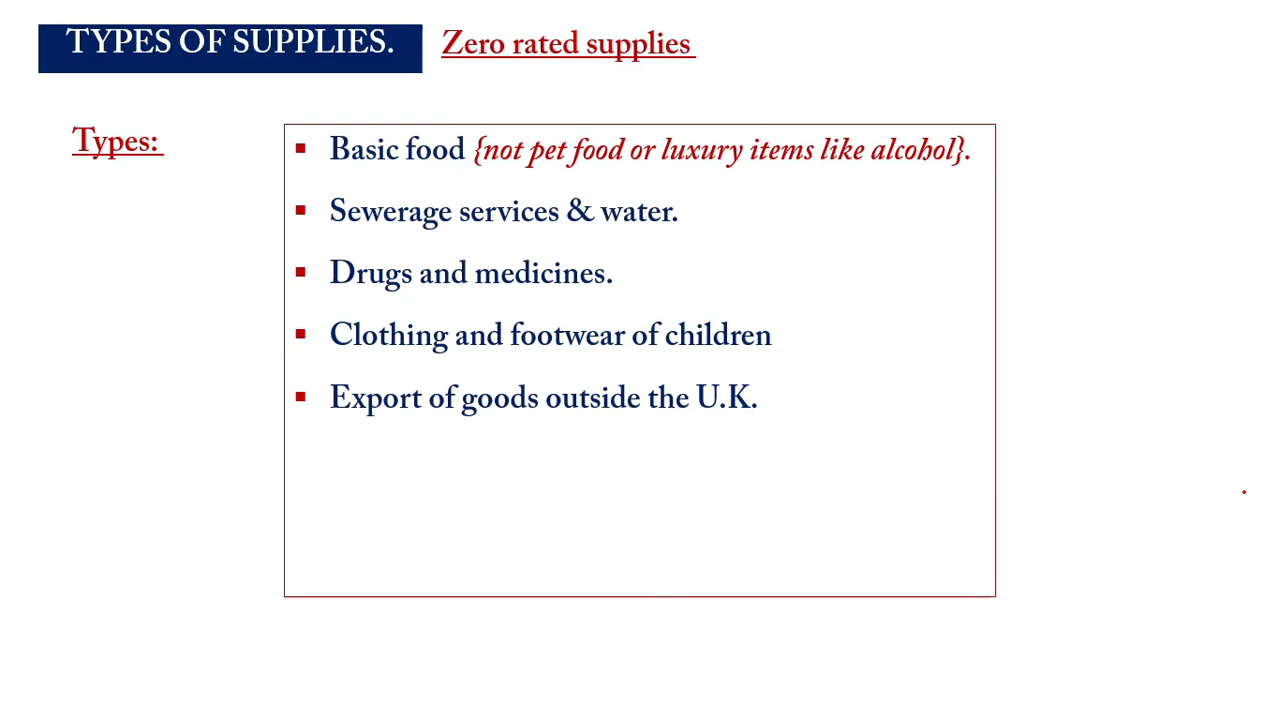 TYPES OF SUPPLIES.
Zero rated supplies
Types:
▪ Basic food {not pet food or luxury items like alcohol}.
▪ Sewerage services & water.
▪ Drugs and medicines.
▪ Clothing and footwear of children
▪ Export of goods outside the U.K.